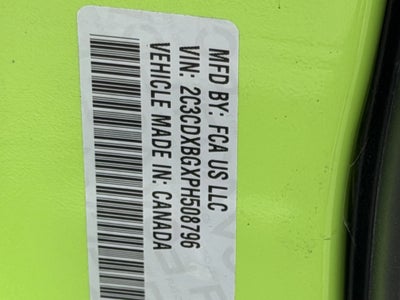 MFD BY: FCA US LLC
VIN: 2C3CDXBGXPH508796
VEHICLE MADE IN: CANADA